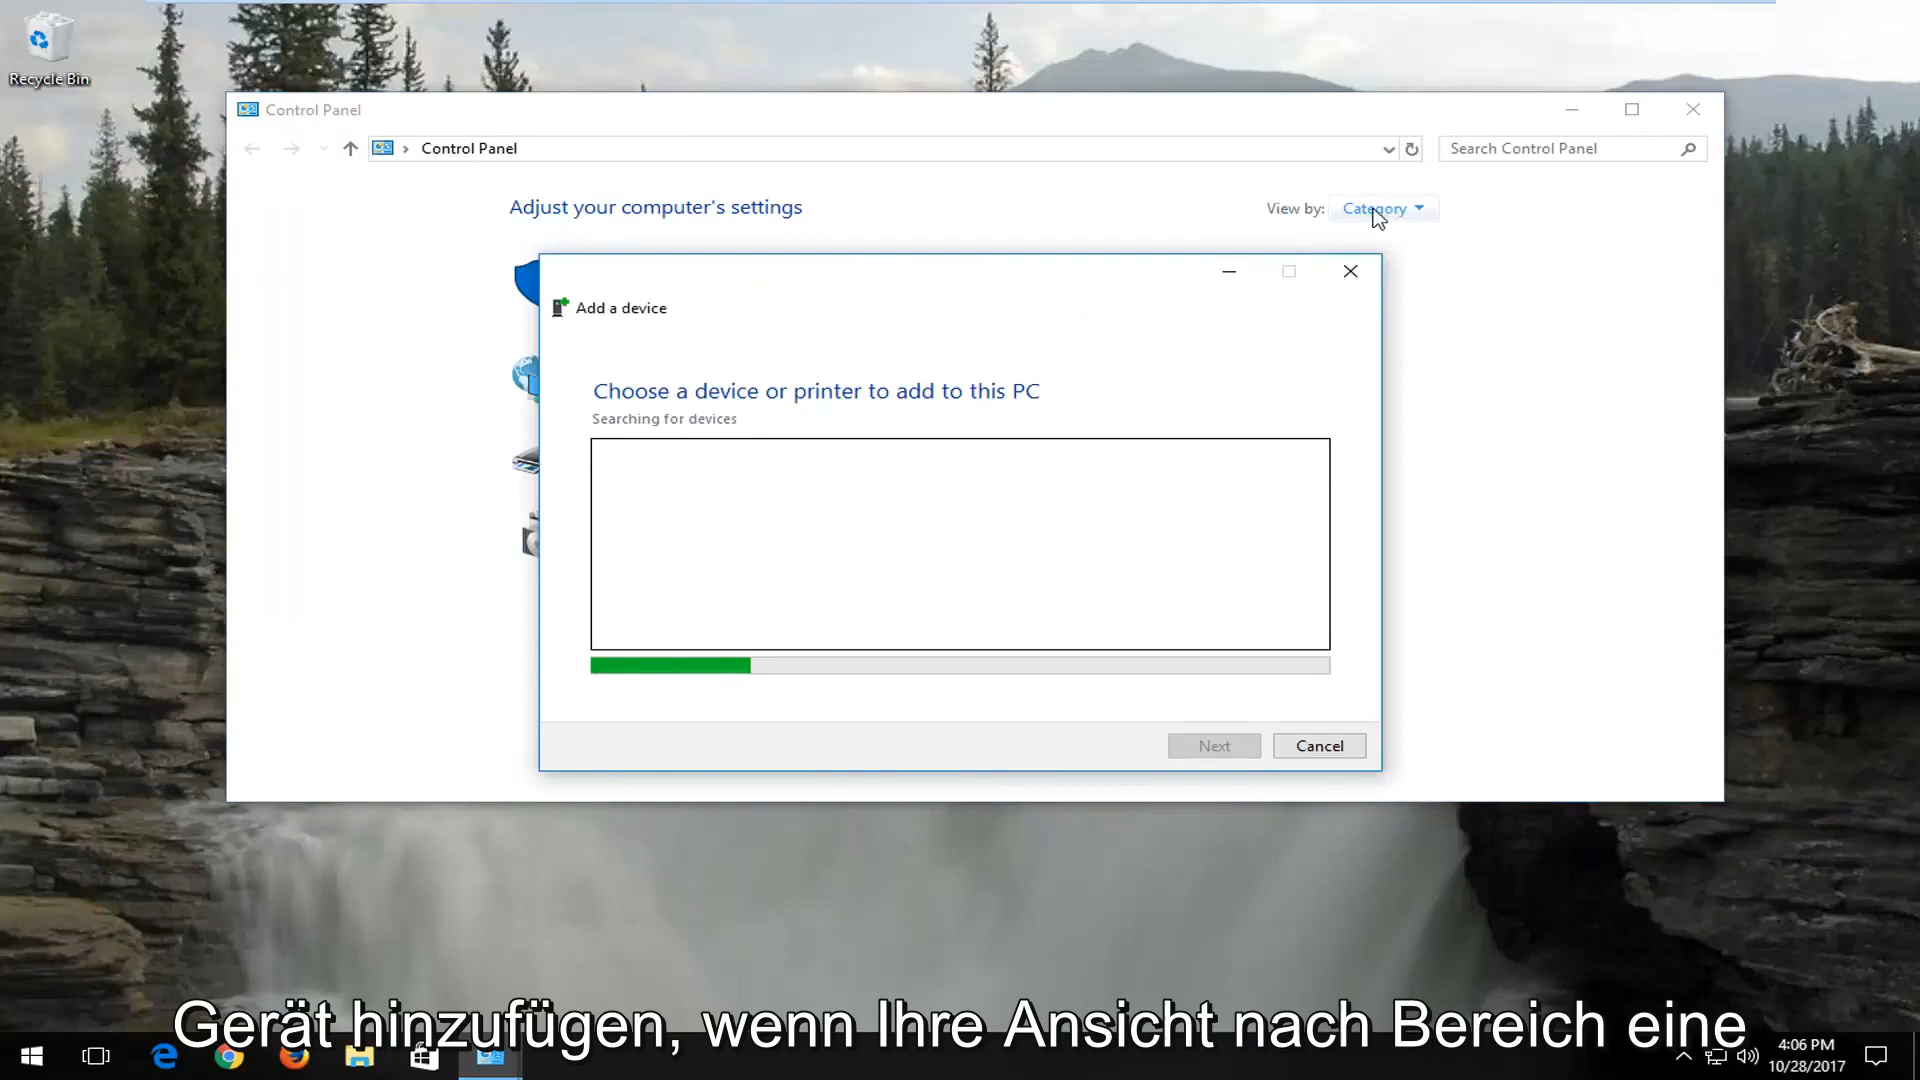 Recycle Bin
Control Panel
Control Panel
Search Control Panel
Adjust your computer's settings
View by:
Category
Add a device
Choose a device or printer to add to this PC
Searching for devices
Next
Cancel
Gerät hinzufügen, wenn Ihre Ansicht nach Bereich eine
4:06 PM
10/28/2017